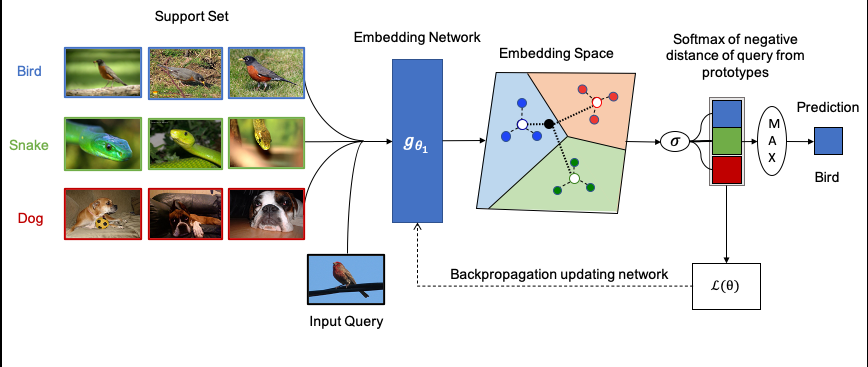 Support Set
Bird
Snake
Dog
Input Query
Embedding Network
g_θ₁
Embedding Space
Softmax of negative
distance of query from
prototypes
σ
M
A
X
Prediction
Bird
Backpropagation updating network
ℒ(θ)